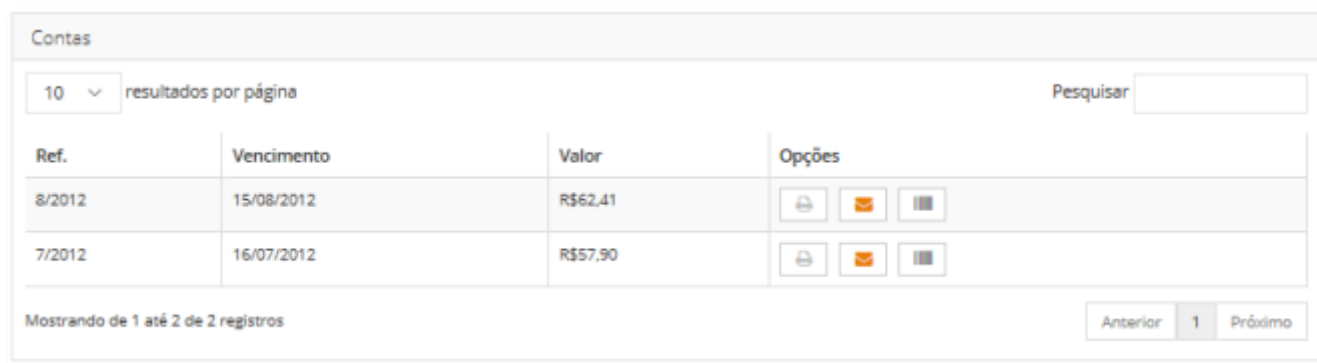 Contas
10 resultados por página Pesquisar
Ref. Vencimento Valor Opções
8/2012 15/08/2012 R$62,41
7/2012 16/07/2012 R$57,90
Mostrando de 1 até 2 de 2 registros Anterior 1 Próximo